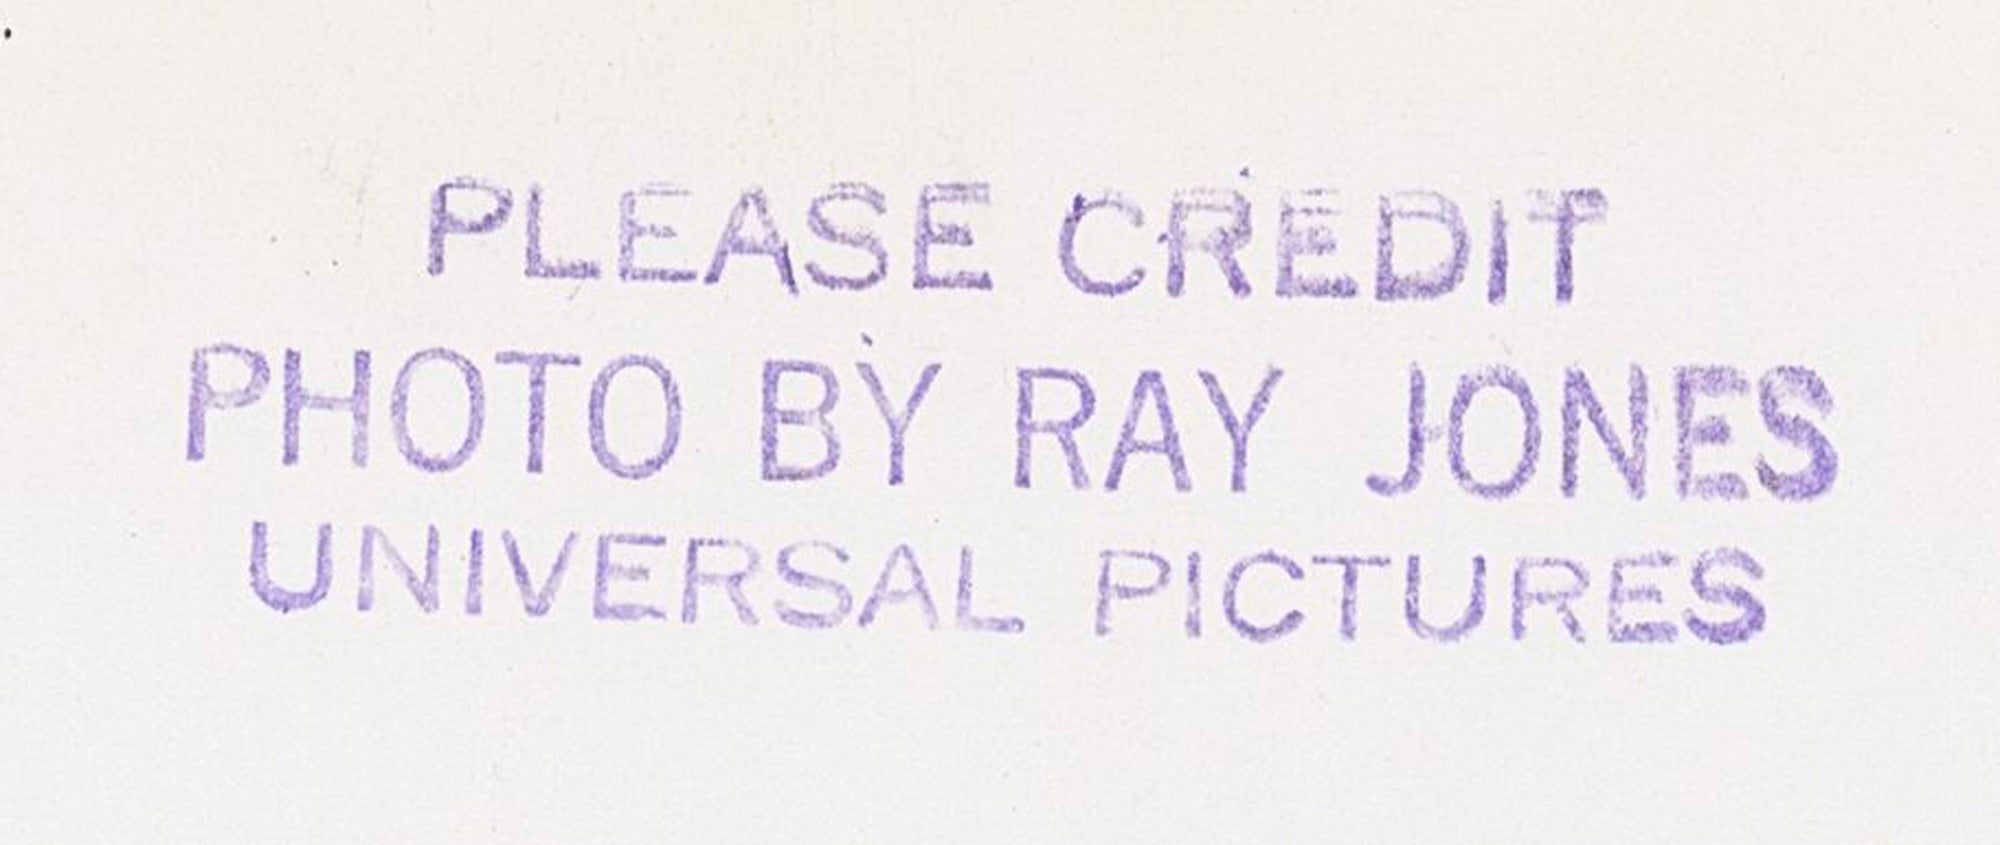 PLEASE CREDIT
PHOTO BY RAY JONES
UNIVERSAL PICTURES